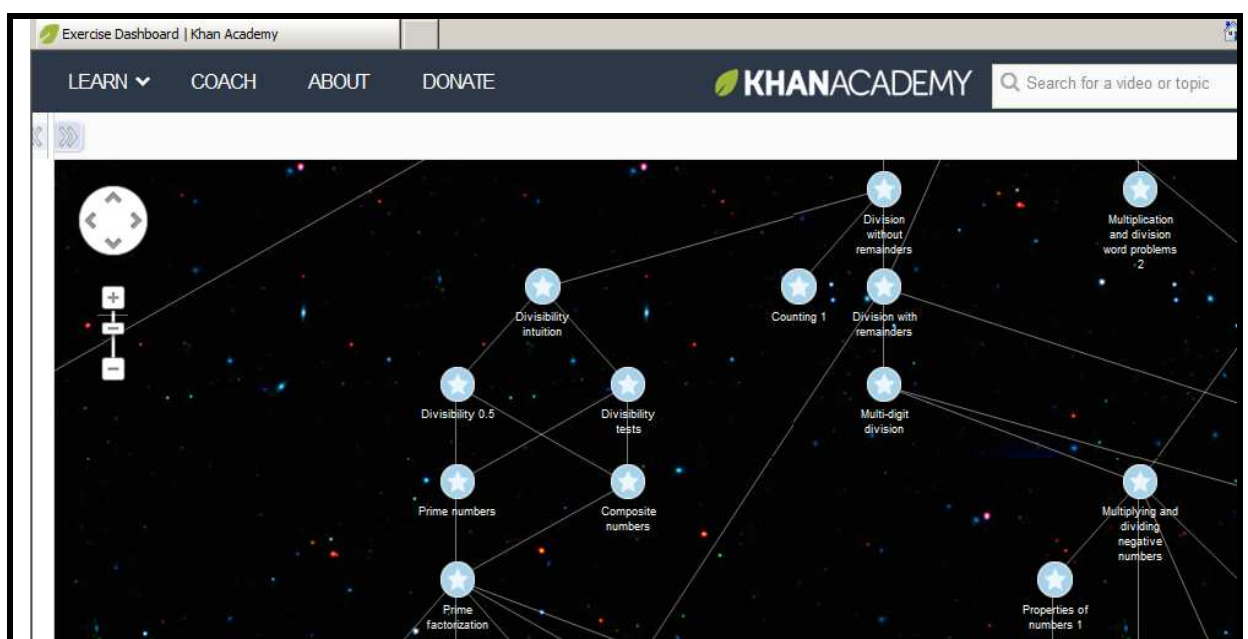 Exercise Dashboard | Khan Academy
LEARN COACH ABOUT DONATE KHANACADEMY Search for a video or topic
Division
without
remainders
Multiplication
and division
word problems
2
Divisibility
intuition
Counting 1
Division with
remainders
Divisibility 0.5
Divisibility
tests
Multi-digit
division
Prime numbers
Composite
numbers
Multiplying and
dividing
negative
numbers
Prime
factorization
Properties of
numbers 1